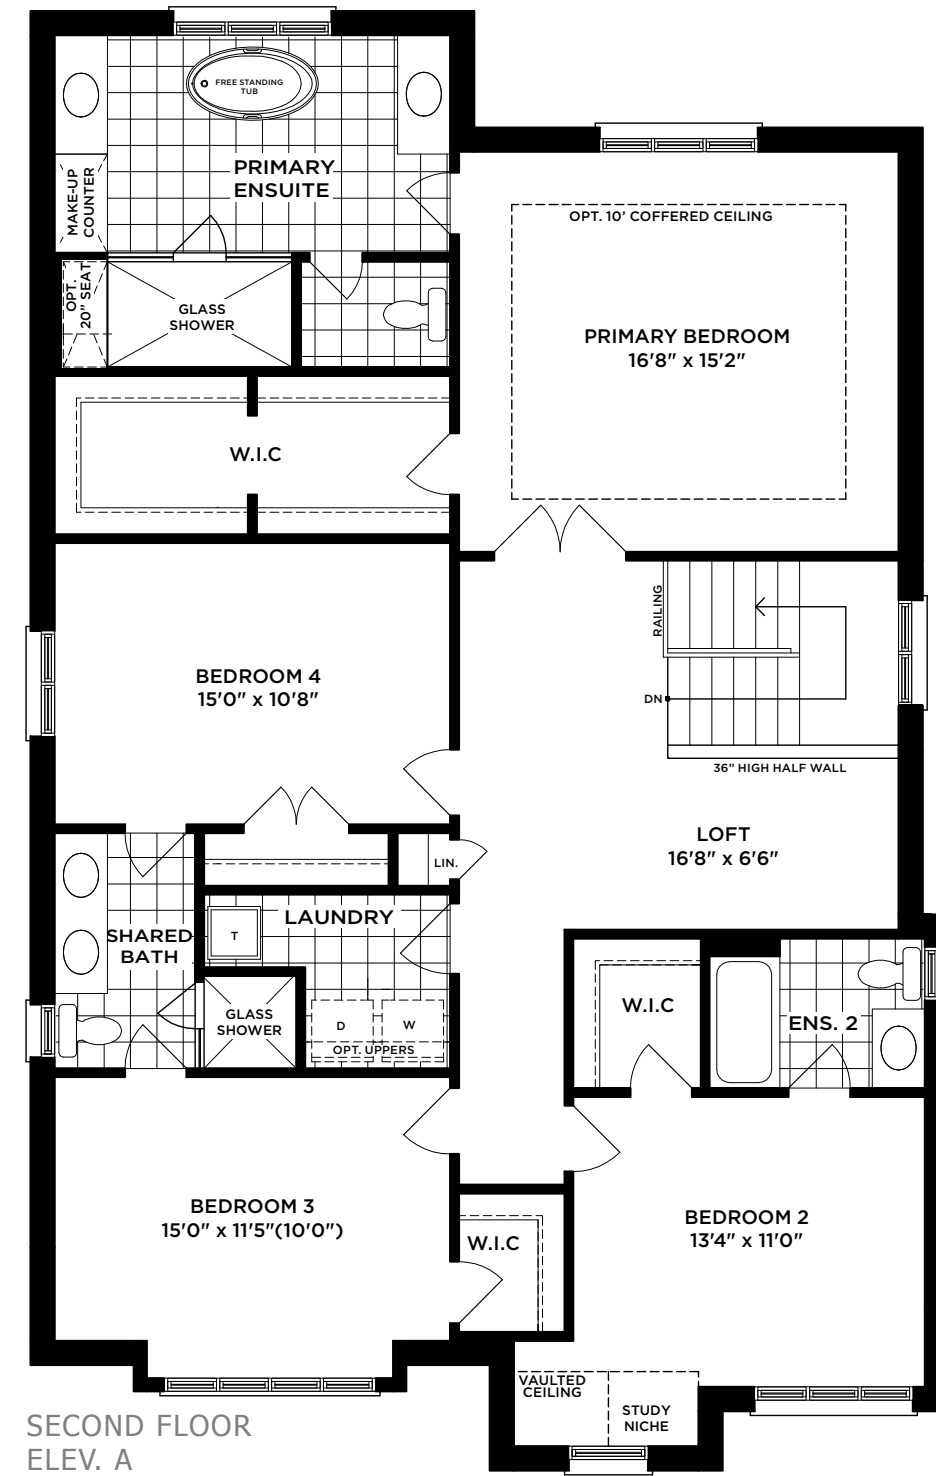 FREE STANDING
TUB
PRIMARY
ENSUITE
MAKE-UP
COUNTER
OPT. 10' COFFERED CEILING
OPT.
20" SEAT
GLASS
SHOWER
PRIMARY BEDROOM
16'8" x 15'2"
W.I.C
RAILING
BEDROOM 4
15'0" x 10'8"
DN
36" HIGH HALF WALL
LOFT
16'8" x 6'6"
LIN.
LAUNDRY
T
SHARED
BATH
GLASS
SHOWER
D
W
OPT. UPPERS
W.I.C
ENS. 2
BEDROOM 3
15'0" x 11'5"(10'0")
W.I.C
BEDROOM 2
13'4" x 11'0"
VAULTED
CEILING
STUDY
NICHE
SECOND FLOOR
ELEV. A